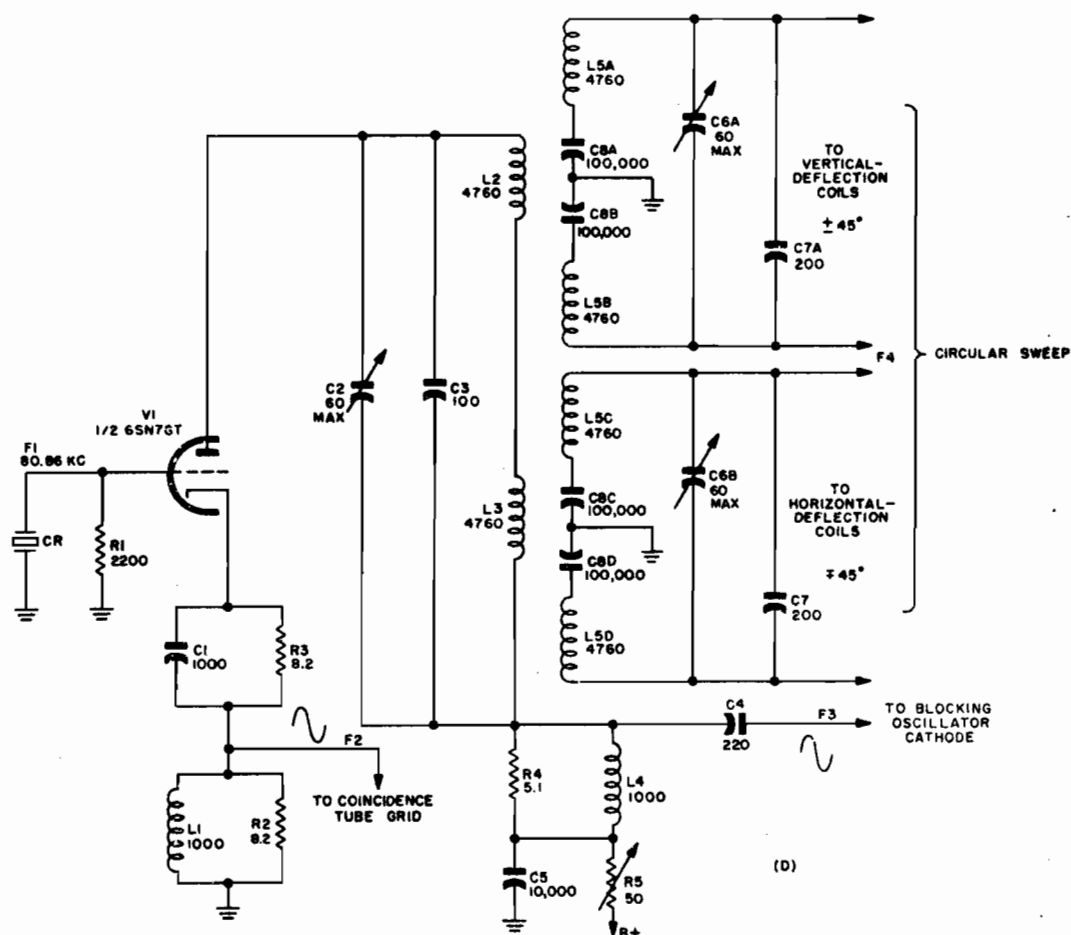 L5A
4760
C8A
100,000
C8B
100,000
L5B
4760
C6A
60
MAX
TO
VERTICAL-
DEFLECTION
COILS
± 45°
C7A
200
F4
CIRCULAR SWEEP
L2
4760
C2
60
MAX
C3
100
L3
4760
V1
1/2 6SN7GT
F1
80.86 KC
CR
R1
2200
C1
1000
R3
8.2
F2
TO COINCIDENCE
TUBE GRID
L1
1000
R2
8.2
L5C
4760
C8C
100,000
C8D
100,000
L5D
4760
C6B
60
MAX
TO
HORIZONTAL-
DEFLECTION
COILS
∓ 45°
C7
200
C4
220
F3
TO BLOCKING
OSCILLATOR
CATHODE
R4
5.1
L4
1000
C5
10,000
R5
50
B+
(D)